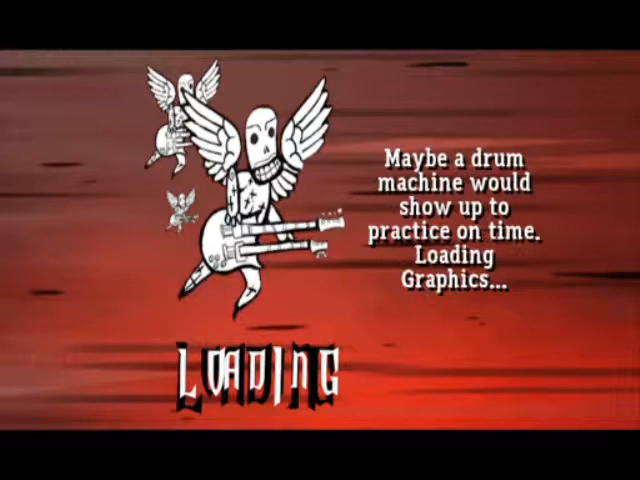 Maybe a drum
machine would
show up to
practice on time.
Loading
Graphics...
LOADING